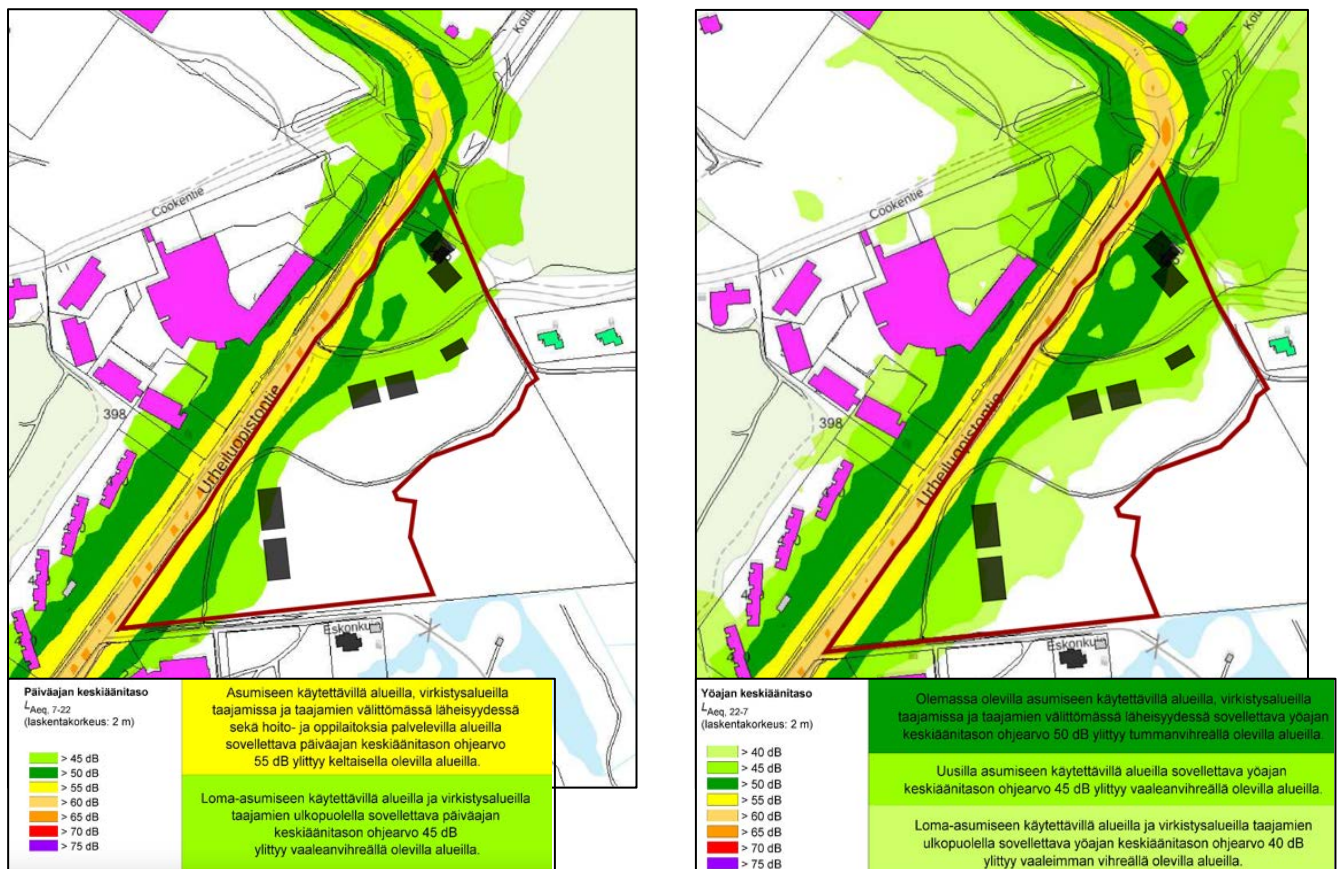 Koulu
Cookentie
398
Urheiluopistontie
Eskonkuja
Päiväajan keskiäänitaso
LAeq, 7-22
(laskentakorkeus: 2 m)
> 45 dB
> 50 dB
> 55 dB
> 60 dB
> 65 dB
> 70 dB
> 75 dB
Asumiseen käytettävillä alueilla, virkistysalueilla
taajamissa ja taajamien välittömässä läheisyydessä
sekä hoito- ja oppilaitoksia palvelevilla alueilla
sovellettava päiväajan keskiäänitason ohjearvo
55 dB ylittyy keltaisella olevilla alueilla.
Loma-asumiseen käytettävillä alueilla ja virkistysalueilla
taajamien ulkopuolella sovellettava päiväajan
keskiäänitason ohjearvo 45 dB
ylittyy vaaleanvihreällä olevilla alueilla.
Cookentie
398
Urheiluopistontie
Yöajan keskiäänitaso
LAeq, 22-7
(laskentakorkeus: 2 m)
> 40 dB
> 45 dB
> 50 dB
> 55 dB
> 60 dB
> 65 dB
> 70 dB
> 75 dB
Olemassa olevilla asumiseen käytettävillä alueilla, virkistysalueilla
taajamissa ja taajamien välittömässä läheisyydessä sovellettava yöajan
keskiäänitason ohjearvo 50 dB ylittyy tummanvihreällä olevilla alueilla.
Uusilla asumiseen käytettävillä alueilla sovellettava yöajan
keskiäänitason ohjearvo 45 dB ylittyy vaaleanvihreällä olevilla alueilla.
Loma-asumiseen käytettävillä alueilla ja virkistysalueilla taajamien
ulkopuolella sovellettava yöajan keskiäänitason ohjearvo 40 dB
ylittyy vaaleimman vihreällä olevilla alueilla.